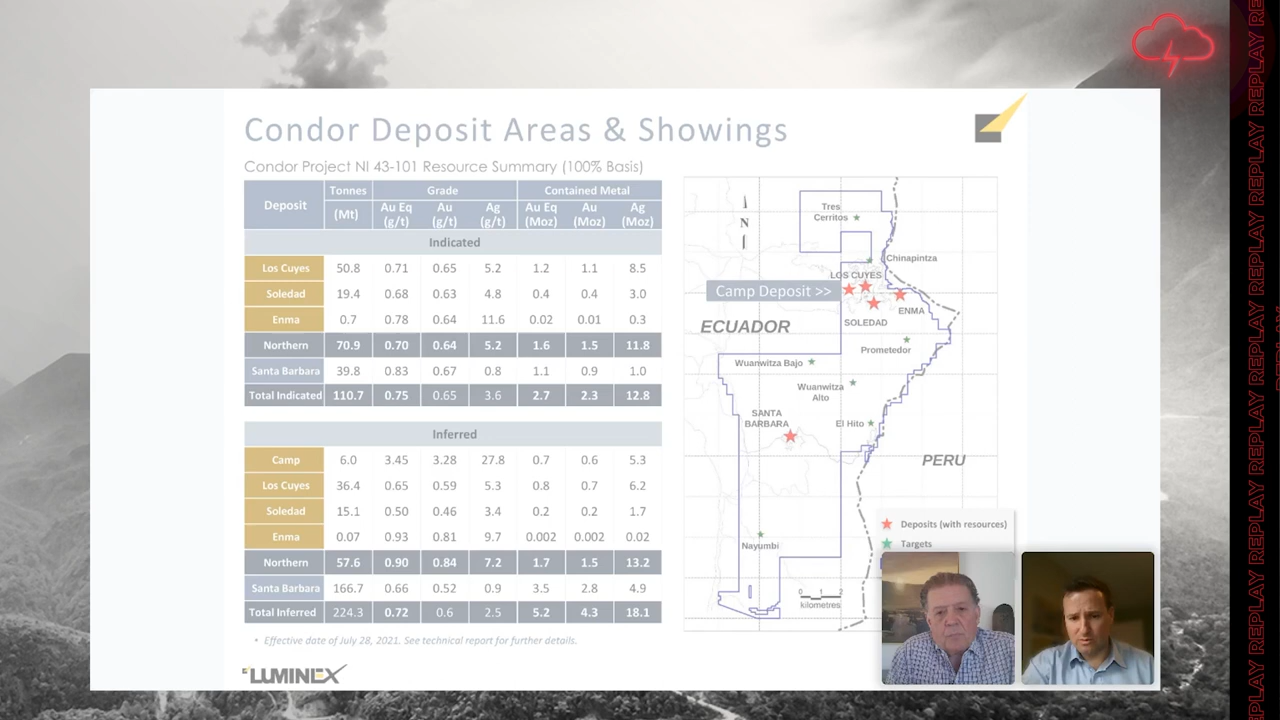 Condor Deposit Areas & Showings
Condor Project NI 43-101 Resource Summary (100% Basis)
Deposit Tonnes Grade Contained Metal
(Mt) Au Eq (g/t) Au (g/t) Ag (g/t) Au Eq (Moz) Au (Moz) Ag (Moz)
Indicated
Los Cuyes 50.8 0.71 0.65 5.2 1.2 1.1 8.5
Soledad 19.4 0.68 0.63 4.8 0.4 0.4 3.0
Enma 0.7 0.78 0.64 11.6 0.02 0.01 0.3
Northern 70.9 0.70 0.64 5.2 1.6 1.5 11.8
Santa Barbara 39.8 0.83 0.67 0.8 1.1 0.9 1.0
Total Indicated 110.7 0.75 0.65 3.6 2.7 2.3 12.8
Inferred
Camp 6.0 3.45 3.28 27.8 0.7 0.6 5.3
Los Cuyes 36.4 0.65 0.59 5.3 0.8 0.7 6.2
Soledad 15.1 0.50 0.46 3.4 0.2 0.2 1.7
Enma 0.07 0.93 0.81 9.7 0.002 0.002 0.02
Northern 57.6 0.90 0.84 7.2 1.7 1.5 13.2
Santa Barbara 166.7 0.66 0.52 0.9 3.5 2.8 4.9
Total Inferred 224.3 0.72 0.6 2.5 5.2 4.3 18.1
• Effective date of July 28, 2021. See technical report for further details.
LUMINEX
N
Tres
Cerritos
Chinapintza
LOS CUYES
Camp Deposit >>
ENMA
SOLEDAD
ECUADOR
Prometedor
Wuanwitza Bajo
Wuanwitza
Alto
SANTA
BARBARA
El Hito
PERU
Nayumbi
0 1 2
kilometres
Deposits (with resources)
Targets
REPLAY REPLAY REPLAY REPLAY REPLAY REPLAY REPLAY REPLAY